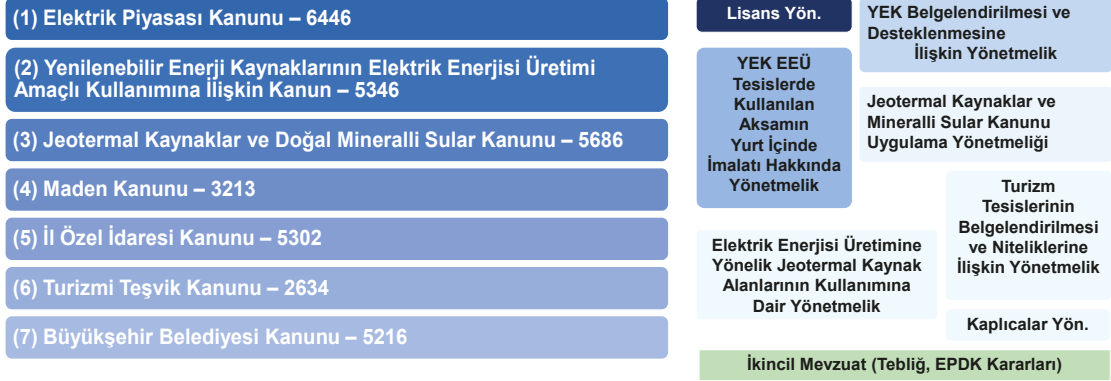 (1) Elektrik Piyasası Kanunu – 6446
(2) Yenilenebilir Enerji Kaynaklarının Elektrik Enerjisi Üretimi
Amaçlı Kullanımına İlişkin Kanun – 5346
(3) Jeotermal Kaynaklar ve Doğal Mineralli Sular Kanunu – 5686
(4) Maden Kanunu – 3213
(5) İl Özel İdaresi Kanunu – 5302
(6) Turizmi Teşvik Kanunu – 2634
(7) Büyükşehir Belediyesi Kanunu – 5216
Lisans Yön.
YEK EEÜ
Tesislerde
Kullanılan
Aksamın
Yurt İçinde
İmalatı Hakkında
Yönetmelik
YEK Belgelendirilmesi ve
Desteklenmesine
İlişkin Yönetmelik
Jeotermal Kaynaklar ve
Mineralli Sular Kanunu
Uygulama Yönetmeliği
Elektrik Enerjisi Üretimine
Yönelik Jeotermal Kaynak
Alanlarının Kullanımına
Dair Yönetmelik
Turizm
Tesislerinin
Belgelendirilmesi
ve Niteliklerine
İlişkin Yönetmelik
Kaplıcalar Yön.
İkincil Mevzuat (Tebliğ, EPDK Kararları)